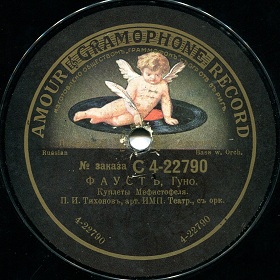 AMOUR GRAMOPHONE RECORD
Russian
Bass w. Orch.
№ заказа С 4-22790
ФАУСТЪ, Гуно.
Куплеты Мефистофеля.
П. И. Тихоновъ, арт. ИМП. Театр., съ орк.
4-22790
4-22790